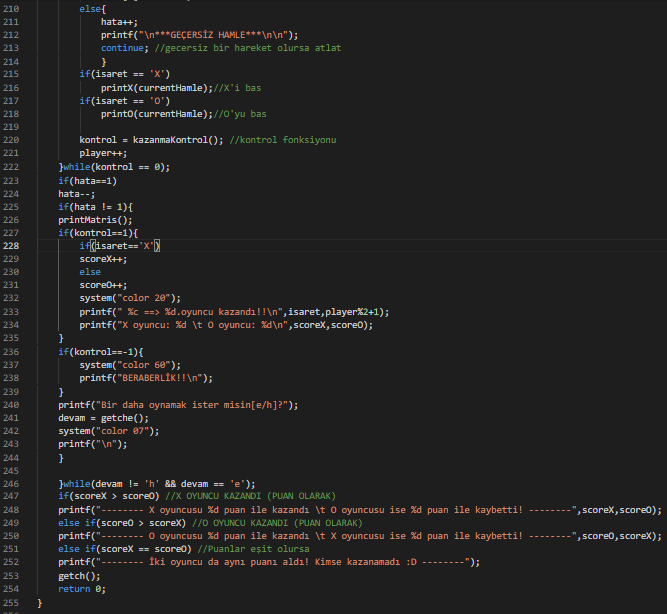 210 else{
211 hata++;
212 printf("\n***GEÇERSİZ HAMLE***\n\n");
213 continue; //gecersiz bir hareket olursa atlat
214 }
215 if(isaret == 'X')
216 printX(currentHamle);//X'i bas
217 if(isaret == 'O')
218 printO(currentHamle);//O'yu bas
219
220 kontrol = kazanmaKontrol(); //kontrol fonksiyonu
221 player++;
222 }while(kontrol == 0);
223 if(hata==1)
224 hata--;
225 if(hata != 1){
226 printMatris();
227 if(kontrol==1){
228 if(isaret=='X')
229 scoreX++;
230 else
231 scoreO++;
232 system("color 20");
233 printf(" %c ==> %d.oyuncu kazandı!!\n",isaret,player%2+1);
234 printf("X oyuncu: %d \t O oyuncu: %d\n",scoreX,scoreO);
235 }
236 if(kontrol==-1){
237 system("color 60");
238 printf("BERABERLİK!!\n");
239 }
240 printf("Bir daha oynamak ister misin[e/h]?");
241 devam = getche();
242 system("color 07");
243 printf("\n");
244 }
245
246 }while(devam != 'h' && devam == 'e');
247 if(scoreX > scoreO) //X OYUNCU KAZANDI (PUAN OLARAK)
248 printf("-------- X oyuncusu %d puan ile kazandı \t O oyuncusu ise %d puan ile kaybetti! --------",scoreX,scoreO);
249 else if(scoreO > scoreX) //O OYUNCU KAZANDI (PUAN OLARAK)
250 printf("-------- O oyuncusu %d puan ile kazandı \t X oyuncusu ise %d puan ile kaybetti! --------",scoreO,scoreX);
251 else if(scoreX == scoreO) //Puanlar eşit olursa
252 printf("-------- İki oyuncu da aynı puanı aldı! Kimse kazanamadı :D --------");
253 getch();
254 return 0;
255 }